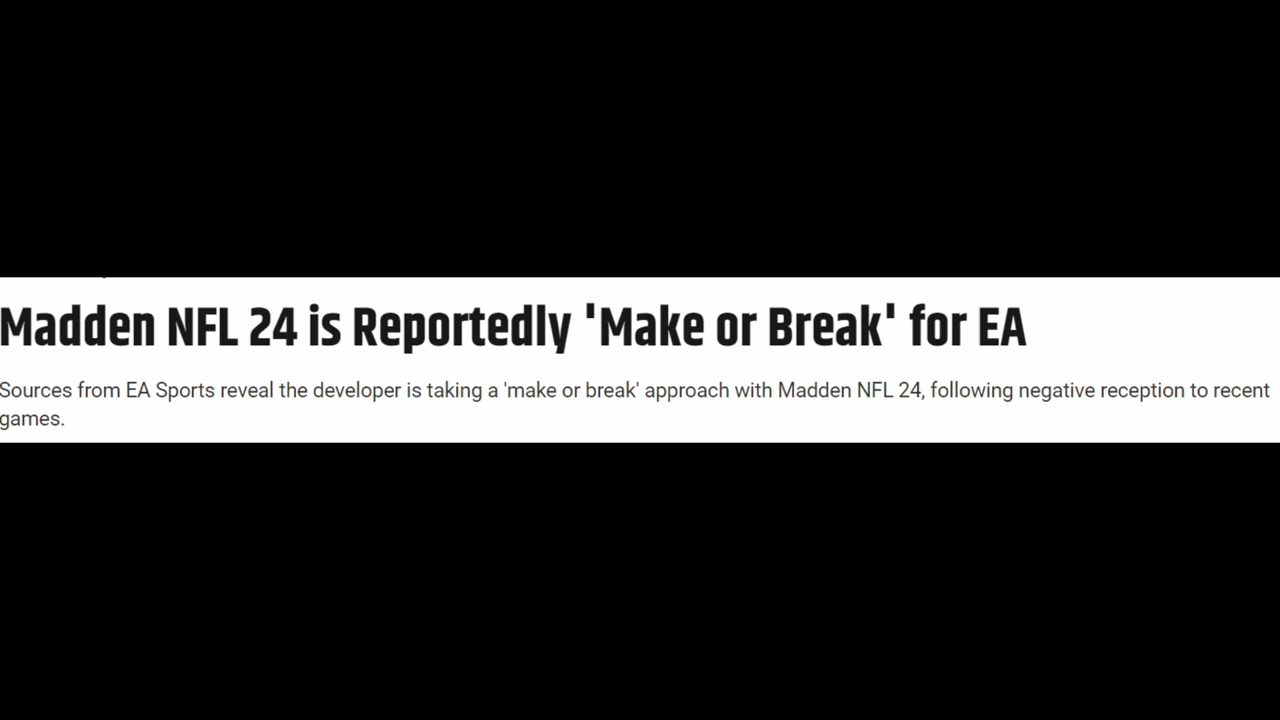 Madden NFL 24 is Reportedly 'Make or Break' for EA
Sources from EA Sports reveal the developer is taking a 'make or break' approach with Madden NFL 24, following negative reception to recent
games.